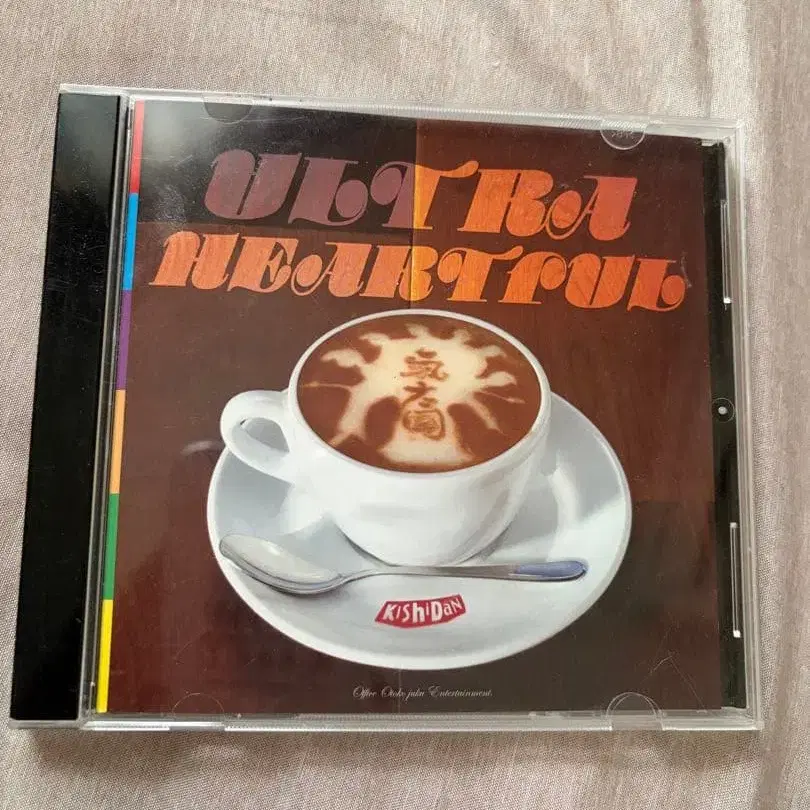 ULTRA
HEARTFUL
氣志團
KiShiDaN
Office Otoko juku Entertainment.